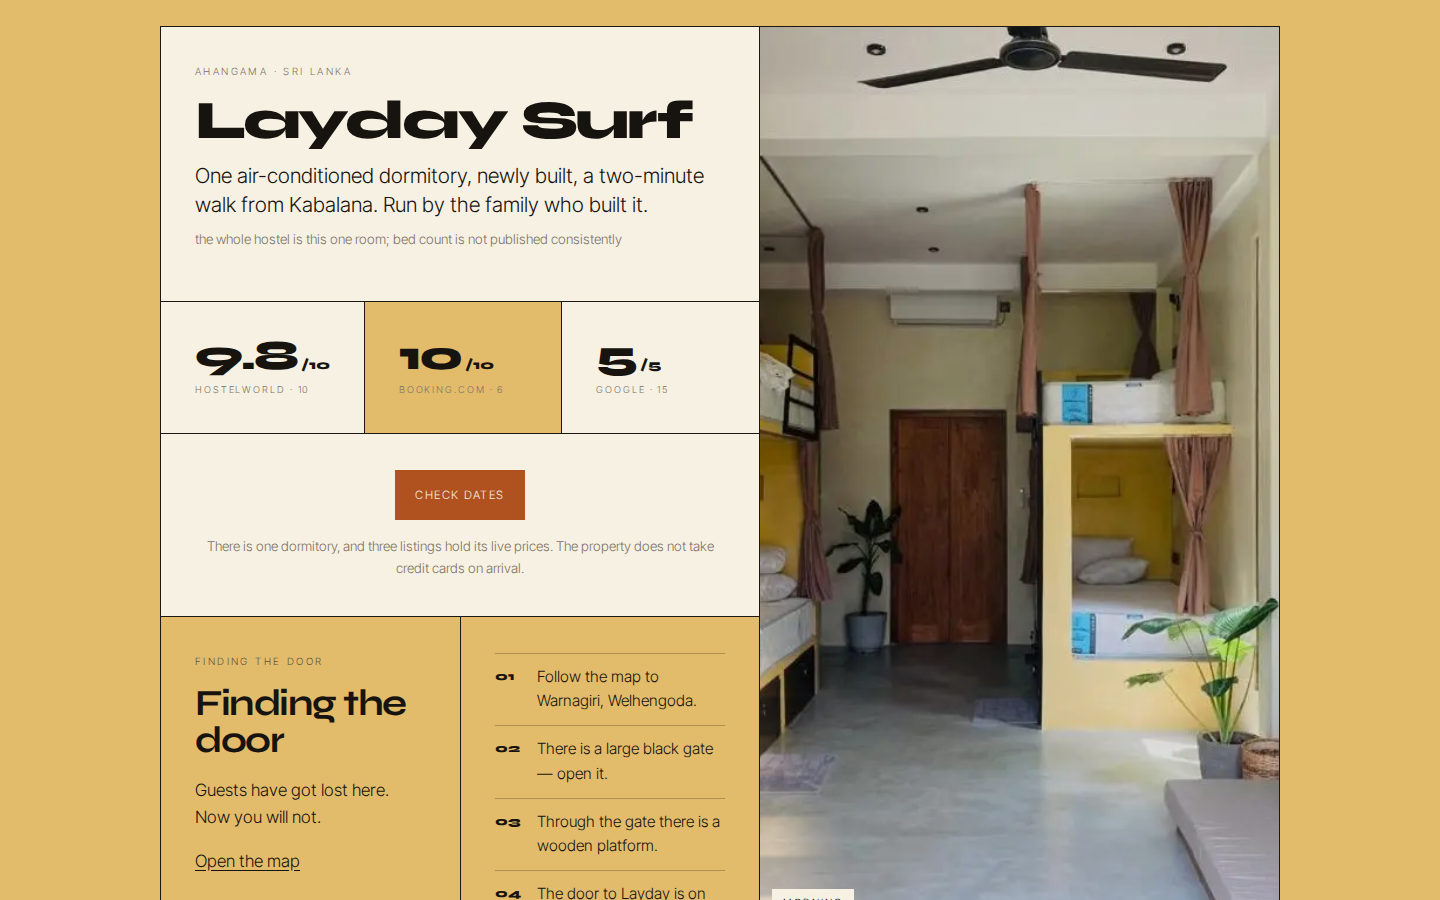 AHANGAMA · SRI LANKA
Layday Surf
One air-conditioned dormitory, newly built, a two-minute
walk from Kabalana. Run by the family who built it.
the whole hostel is this one room; bed count is not published consistently
9.8/10
HOSTELWORLD · 10
10/10
BOOKING.COM · 6
5/5
GOOGLE · 15
CHECK DATES
There is one dormitory, and three listings hold its live prices. The property does not take
credit cards on arrival.
FINDING THE DOOR
Finding the
door
Guests have got lost here.
Now you will not.
Open the map
01 Follow the map to
Warnagiri, Welhengoda.
02 There is a large black gate
— open it.
03 Through the gate there is a
wooden platform.
04 The door to Layday is on